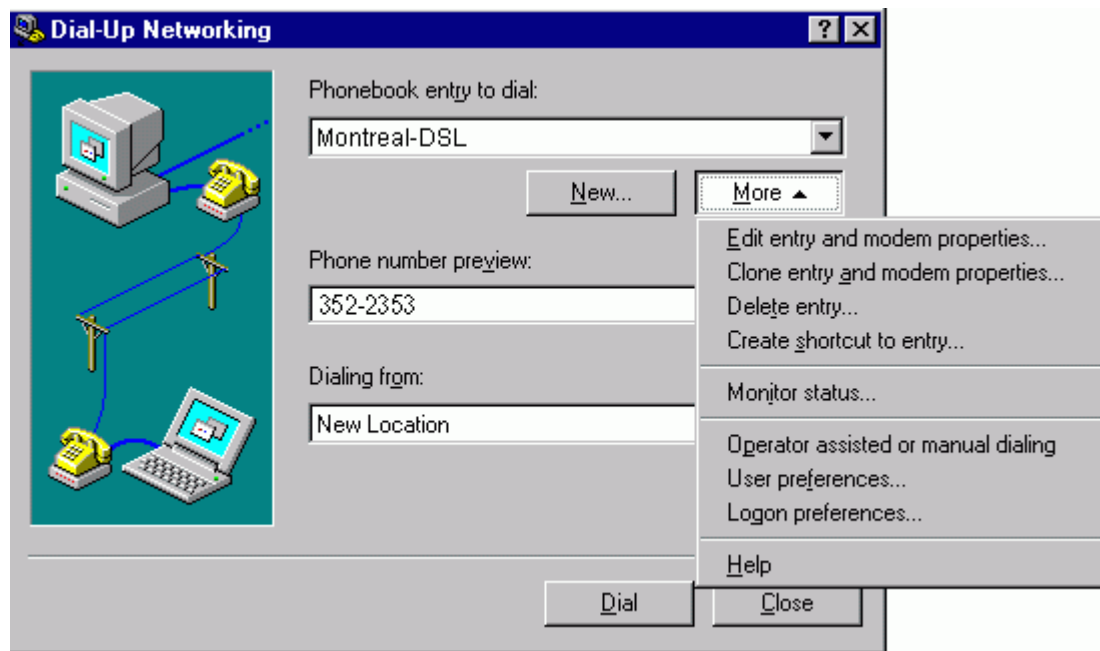 Dial-Up Networking
Phonebook entry to dial:
Montreal-DSL
New...
More
Edit entry and modem properties...
Clone entry and modem properties...
Delete entry...
Create shortcut to entry...
Monitor status...
Operator assisted or manual dialing
User preferences...
Logon preferences...
Help
Phone number preview:
352-2353
Dialing from:
New Location
Dial
Close